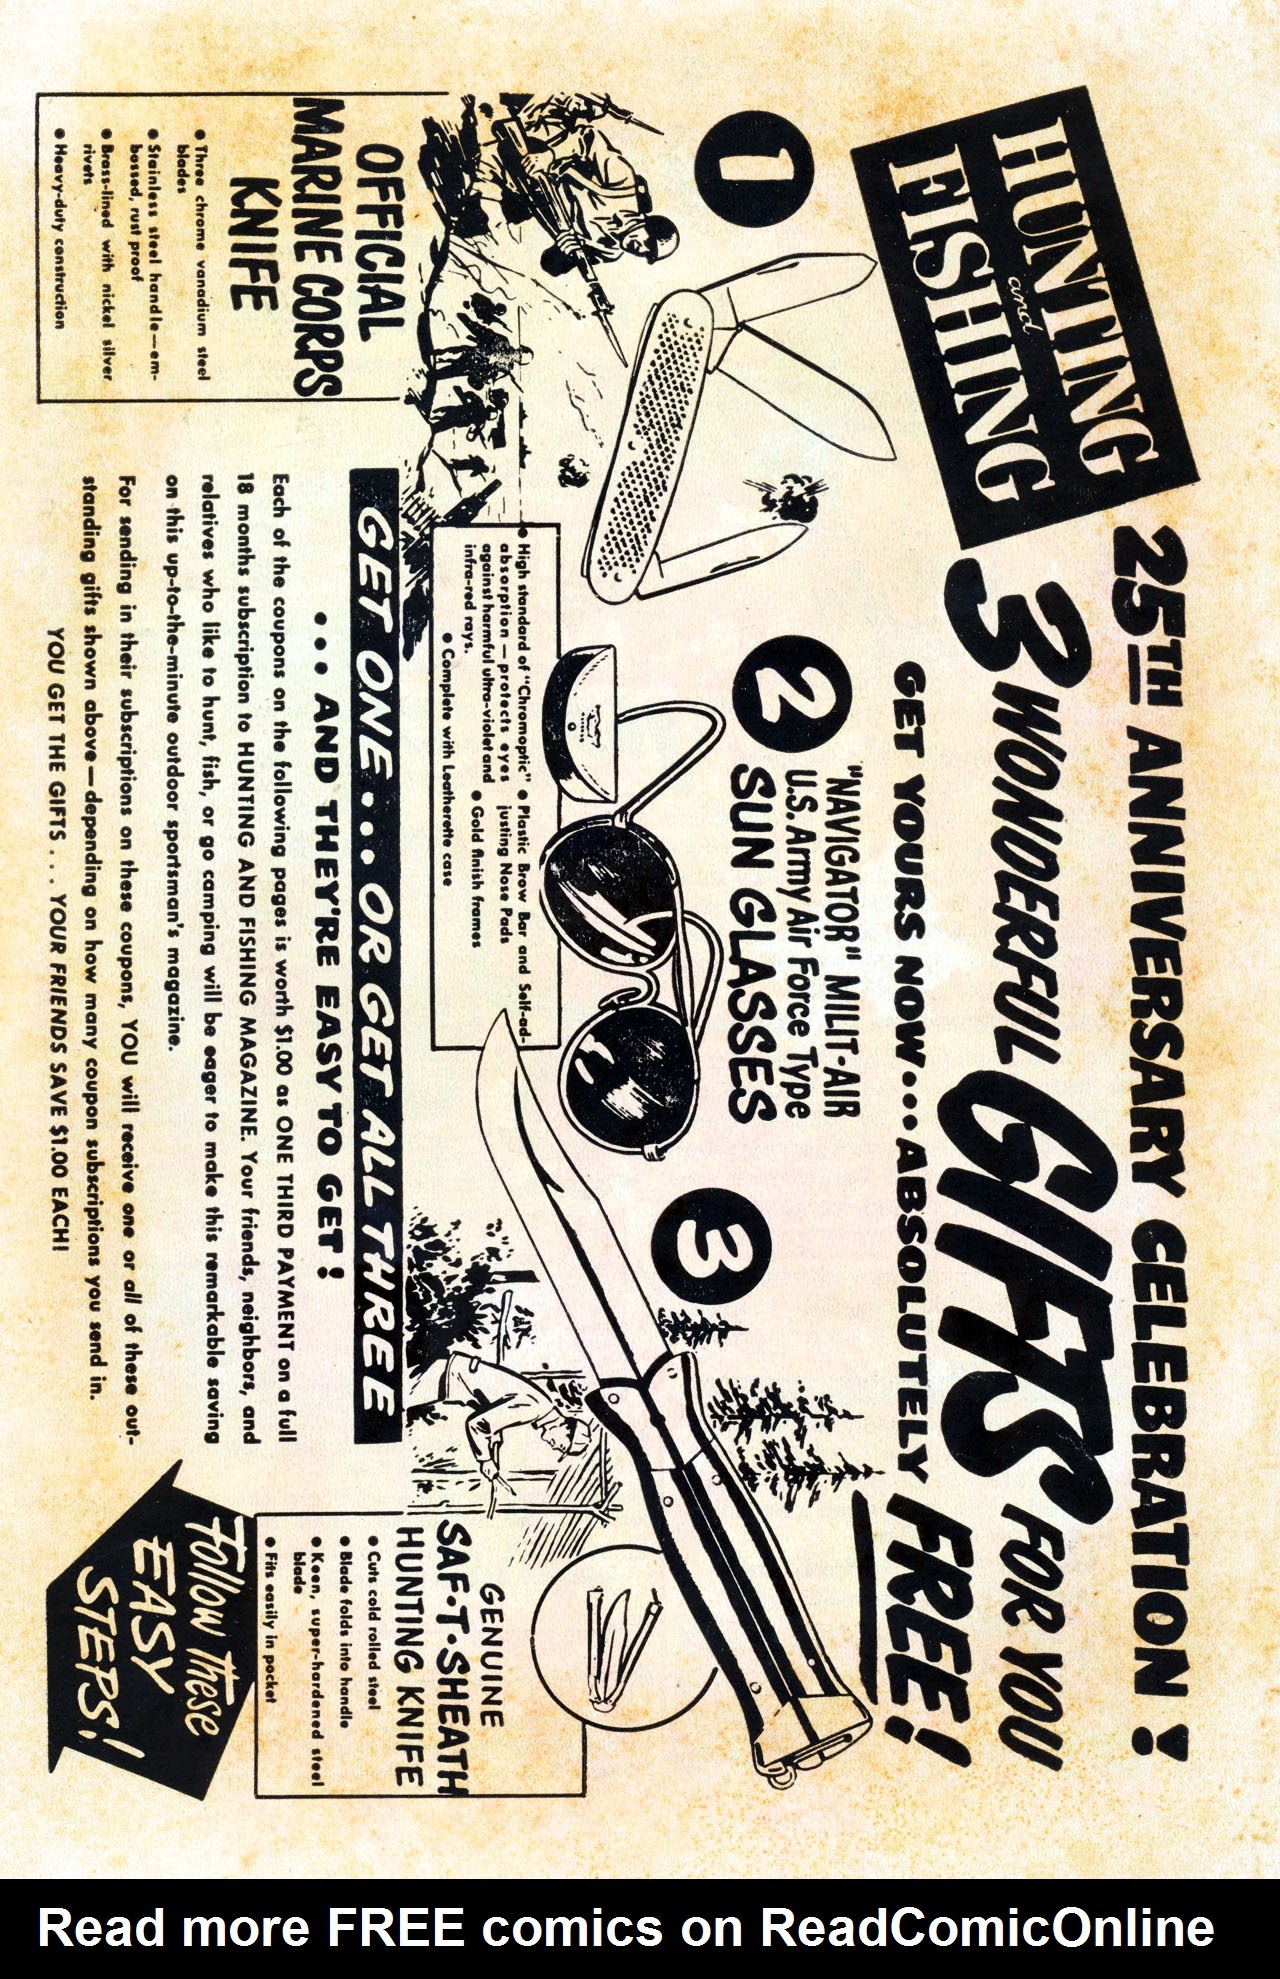 HUNTING
and
FISHING
25TH ANNIVERSARY CELEBRATION!
3 WONDERFUL GIFTS FOR YOU
GET YOURS NOW...ABSOLUTELY FREE!
1
OFFICIAL
MARINE CORPS
KNIFE
● Three chrome vanadium steel
blades
● Stainless steel handle—em-
bossed, rust proof
● Brass-lined with nickel silver
rivets
● Heavy-duty construction
2
"NAVIGATOR" MILIT-AIR
U.S. Army Air Force Type
SUN GLASSES
● High standard of "Chromoptic"
absorption—protects eyes
against harmful ultra-violet and
infra-red rays.
● Plastic Brow Bar and Self-ad-
justing Nose Pads
● Gold finish frames
● Complete with Leatherette case
3
GENUINE
SAF-T-SHEATH
HUNTING KNIFE
● Cuts cold rolled steel
● Blade folds into handle
● Keen, super-hardened steel
blade
● Fits easily in pocket
GET ONE... OR GET ALL THREE
... AND THEY'RE EASY TO GET!
Each of the coupons on the following pages is worth $1.00 as ONE THIRD PAYMENT on a full
18 months subscription to HUNTING AND FISHING MAGAZINE. Your friends, neighbors, and
relatives who like to hunt, fish, or go camping will be eager to make this remarkable saving
on this up-to-the-minute outdoor sportsman's magazine.
For sending in their subscriptions on these coupons, YOU will receive one or all of these out-
standing gifts shown above—depending on how many coupon subscriptions you send in.
YOU GET THE GIFTS... YOUR FRIENDS SAVE $1.00 EACH!
Follow these
EASY
STEPS!
Read more FREE comics on ReadComicOnline